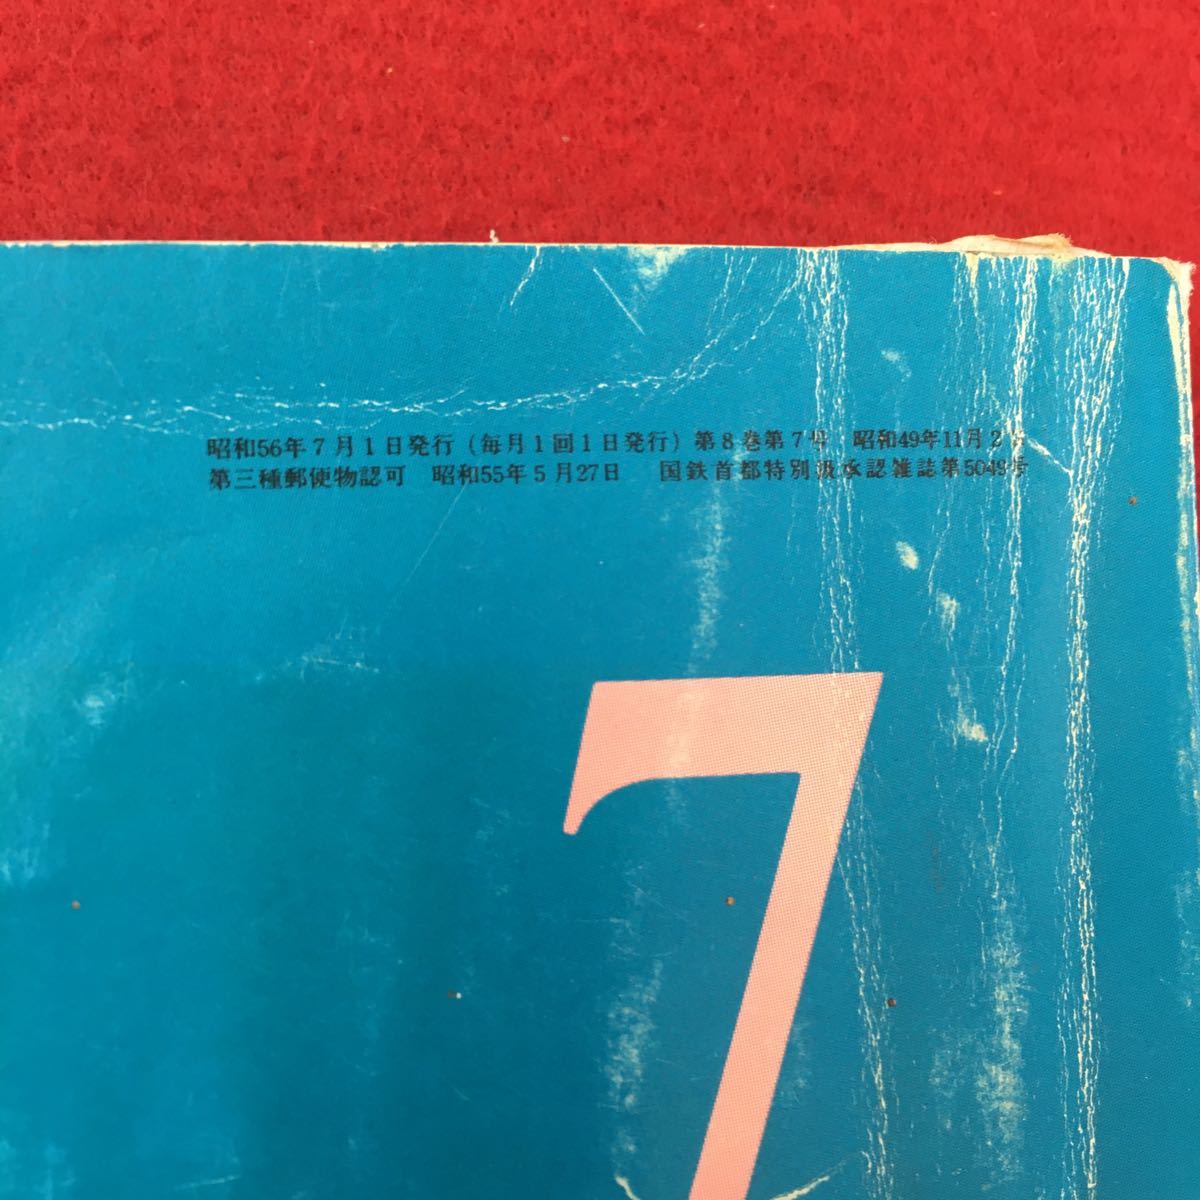 昭和56年7月1日発行（毎月1回1日発行）第8巻第7号 昭和49年11月2
第三種郵便物認可 昭和55年5月27日 国鉄首都特別扱承認雑誌第5049号
7